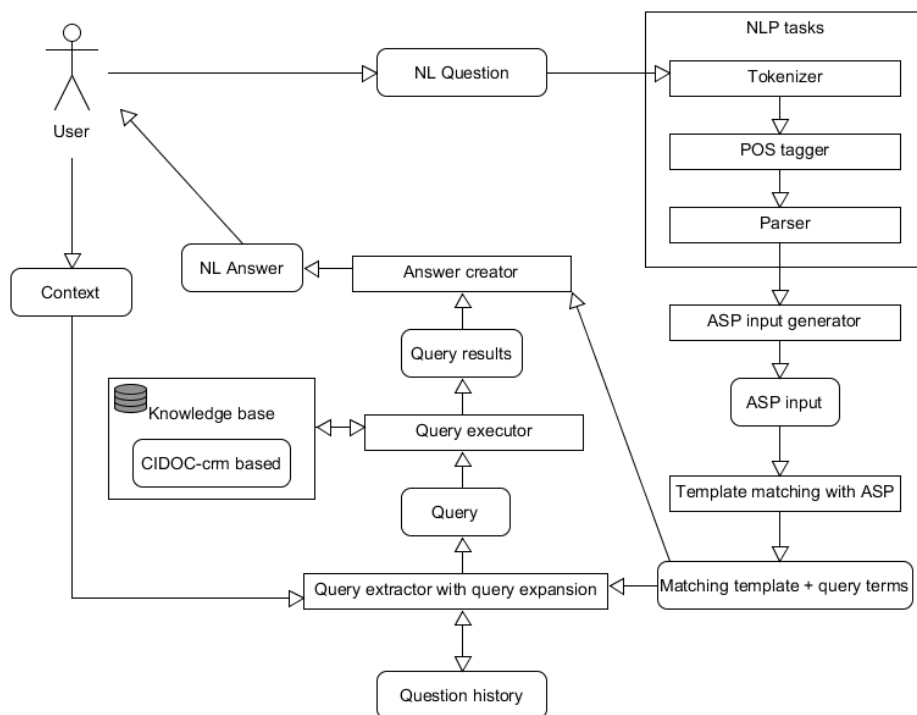 NLP tasks
NL Question
Tokenizer
User
POS tagger
Parser
NL Answer
Answer creator
Context
ASP input generator
Query results
Knowledge base
ASP input
Query executor
CIDOC-crm based
Template matching with ASP
Query
Query extractor with query expansion
Matching template + query terms
Question history